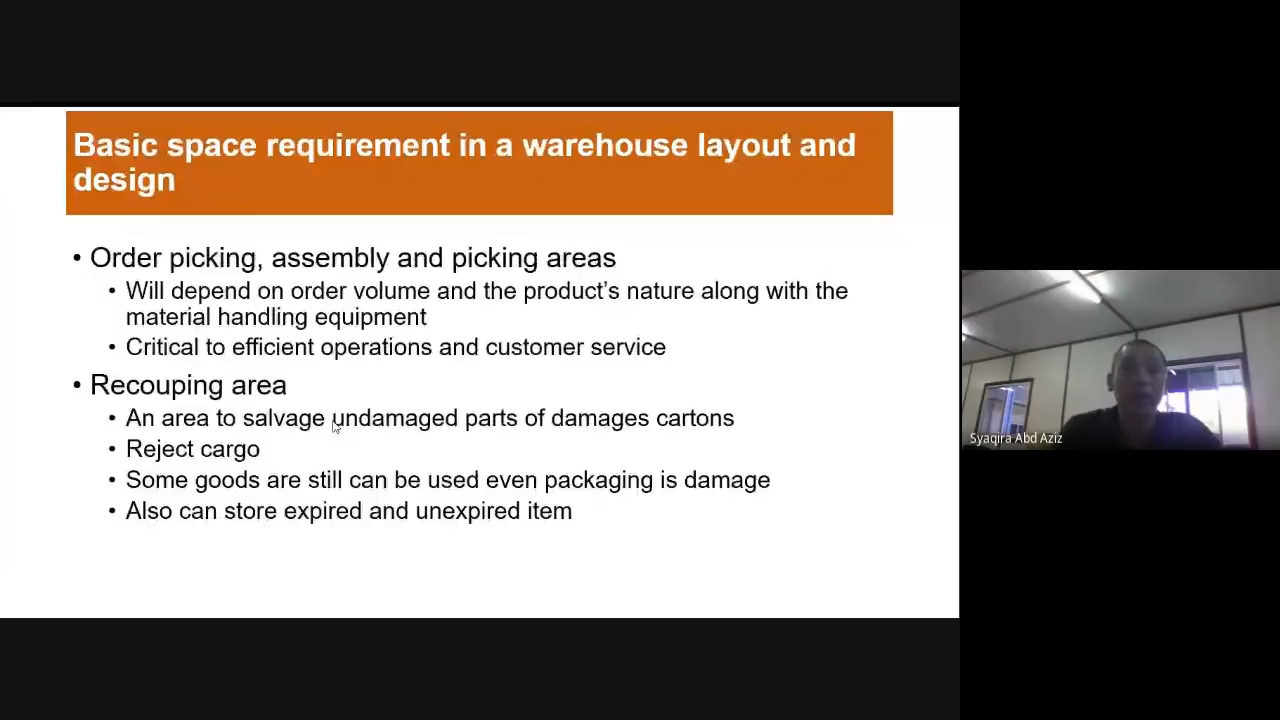 Basic space requirement in a warehouse layout and
design
• Order picking, assembly and picking areas
• Will depend on order volume and the product's nature along with the
material handling equipment
• Critical to efficient operations and customer service
• Recouping area
• An area to salvage undamaged parts of damages cartons
• Reject cargo
• Some goods are still can be used even packaging is damage
• Also can store expired and unexpired item
Syaqira Abd Aziz